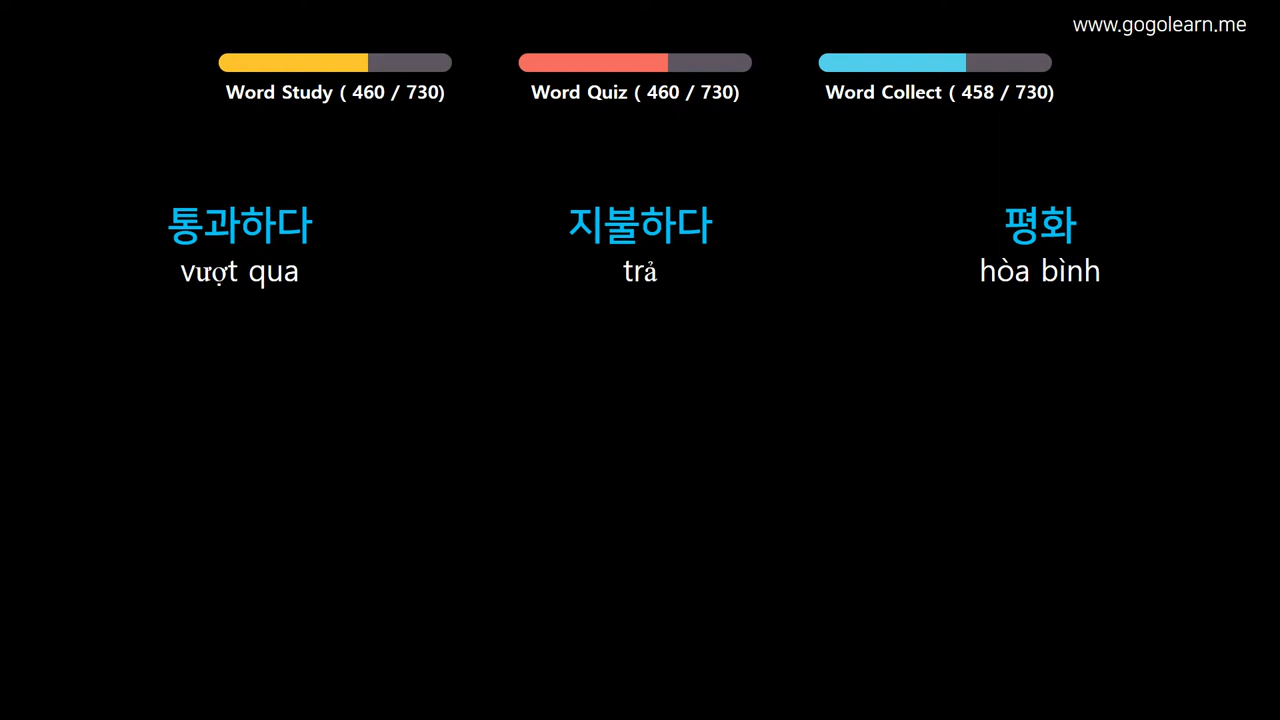 www.gogolearn.me
Word Study ( 460 / 730)
Word Quiz ( 460 / 730)
Word Collect ( 458 / 730)
통과하다
vượt qua
지불하다
trả
평화
hòa bình